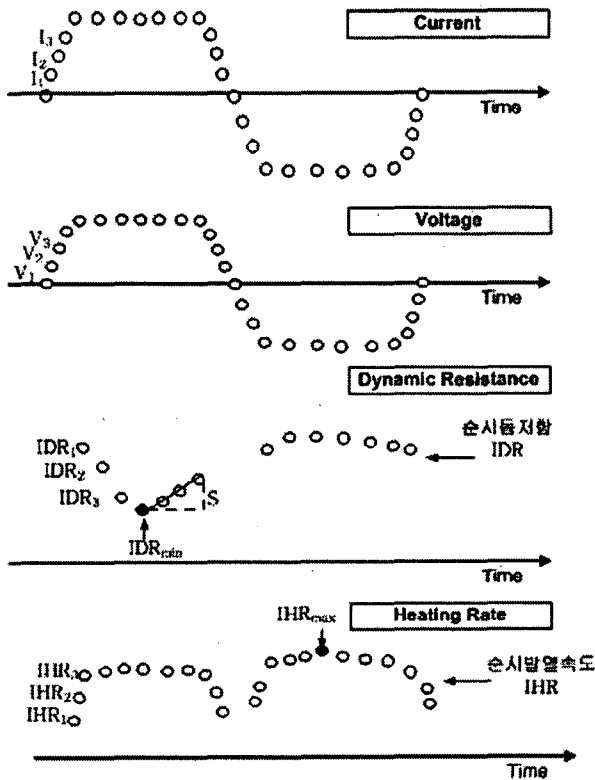 Current
I₃
I₂
I₁
Time
Voltage
V₃
V₂
V₁
Time
Dynamic Resistance
순시동저항
IDR
IDR₁
IDR₂
IDR₃
S
IDRmin
Time
IHRmax
Heating Rate
IHR₃
IHR₂
IHR₁
순시발열속도
IHR
Time